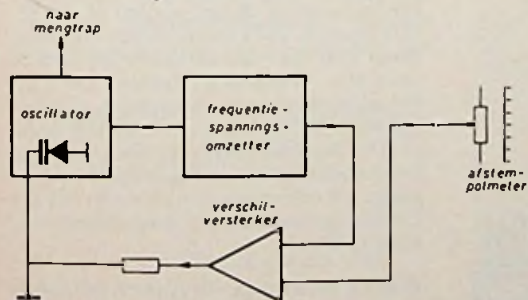 naar
mengtrap
oscillator
frequentie-
spannings-
omzetter
afstem-
potmeter
verschil-
versterker